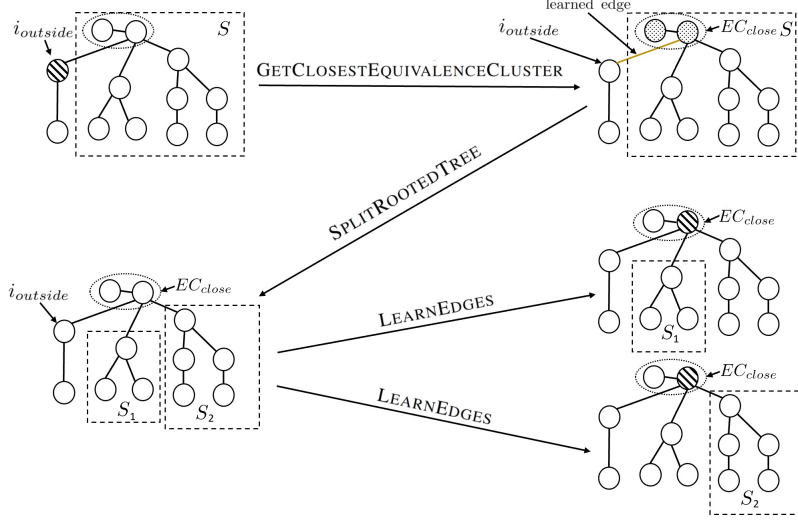 S
i_outside
GETCLOSESTEQUIVALENCECLUSTER
learned edge
i_outside
EC_close
S
SPLITROOTEDTREE
i_outside
EC_close
S_1
S_2
LEARNEDGES
LEARNEDGES
EC_close
S_1
EC_close
S_2